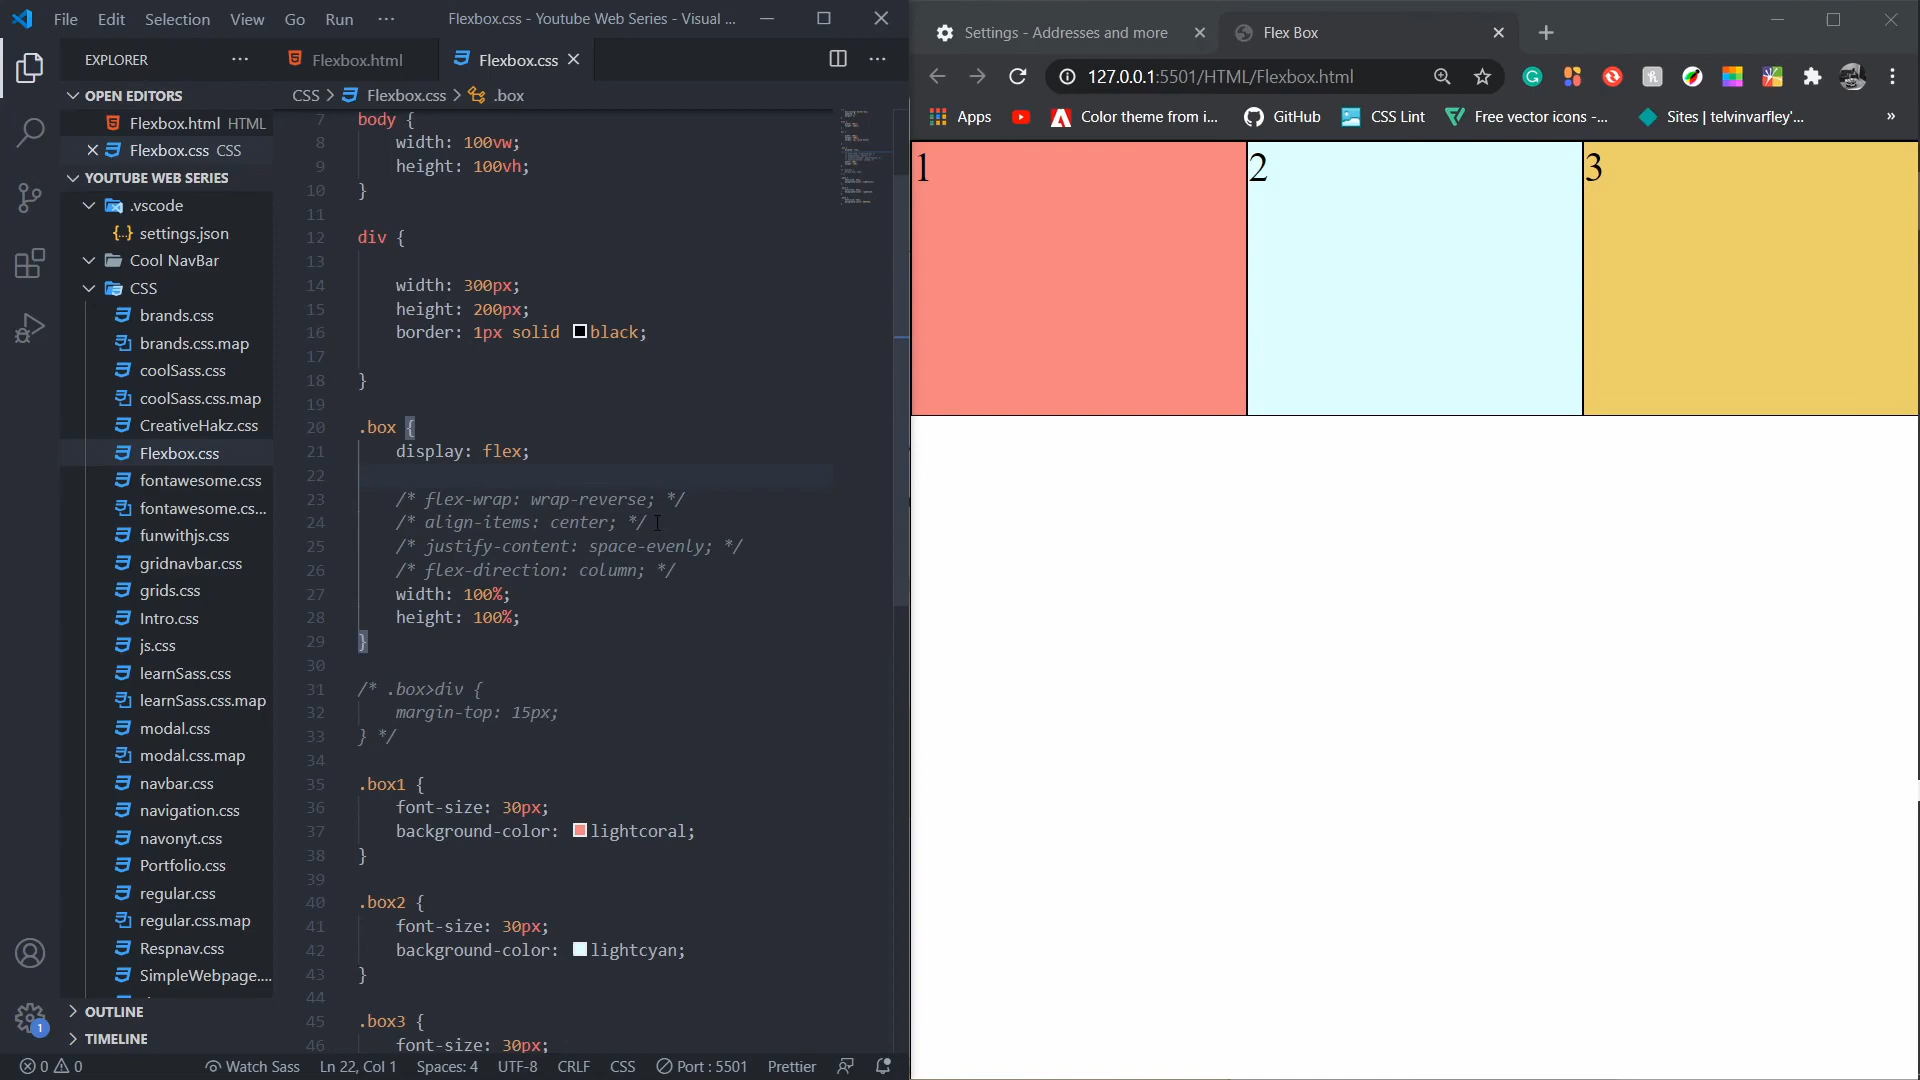 File Edit Selection View Go Run ··· Flexbox.css - Youtube Web Series - Visual ...
EXPLORER ···
OPEN EDITORS
Flexbox.html HTML
Flexbox.css CSS
YOUTUBE WEB SERIES
.vscode
settings.json
Cool NavBar
CSS
brands.css
brands.css.map
coolSass.css
coolSass.css.map
CreativeHakz.css
Flexbox.css
fontawesome.css
fontawesome.cs...
funwithjs.css
gridnavbar.css
grids.css
Intro.css
js.css
learnSass.css
learnSass.css.map
modal.css
modal.css.map
navbar.css
navigation.css
navonyt.css
Portfolio.css
regular.css
regular.css.map
Respnav.css
SimpleWebpage....
OUTLINE
TIMELINE
1
Flexbox.html Flexbox.css
CSS > Flexbox.css > .box
7 body {
8 width: 100vw;
9 height: 100vh;
10 }
11
12 div {
13
14 width: 300px;
15 height: 200px;
16 border: 1px solid black;
17
18 }
19
20 .box {
21 display: flex;
22
23 /* flex-wrap: wrap-reverse; */
24 /* align-items: center; */
25 /* justify-content: space-evenly; */
26 /* flex-direction: column; */
27 width: 100%;
28 height: 100%;
29 }
30
31 /* .box>div {
32 margin-top: 15px;
33 } */
34
35 .box1 {
36 font-size: 30px;
37 background-color: lightcoral;
38 }
39
40 .box2 {
41 font-size: 30px;
42 background-color: lightcyan;
43 }
44
45 .box3 {
46 font-size: 30px;
0 0 Watch Sass Ln 22, Col 1 Spaces: 4 UTF-8 CRLF CSS Port : 5501 Prettier
Settings - Addresses and more Flex Box
127.0.0.1:5501/HTML/Flexbox.html
Apps Color theme from i... GitHub CSS Lint Free vector icons -... Sites | telvinvarfley'... »
1 2 3